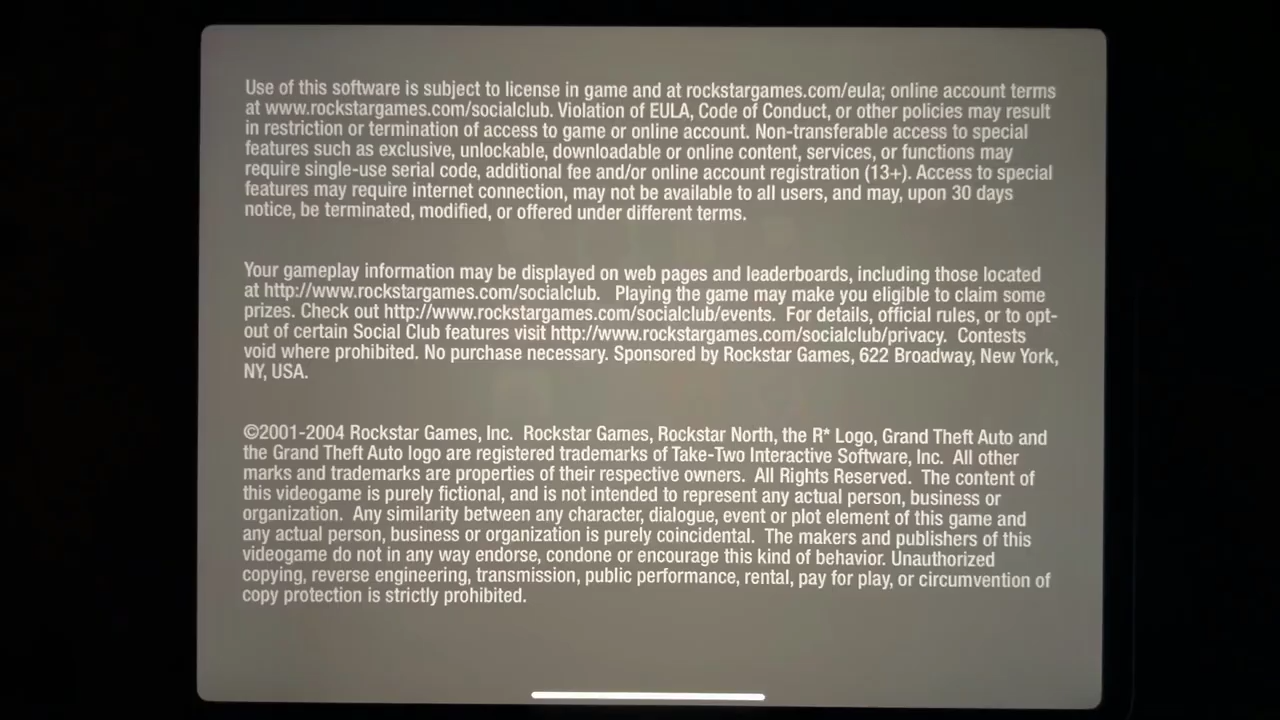 Use of this software is subject to license in game and at rockstargames.com/eula; online account terms
at www.rockstargames.com/socialclub. Violation of EULA, Code of Conduct, or other policies may result
in restriction or termination of access to game or online account. Non-transferable access to special
features such as exclusive, unlockable, downloadable or online content, services, or functions may
require single-use serial code, additional fee and/or online account registration (13+). Access to special
features may require internet connection, may not be available to all users, and may, upon 30 days
notice, be terminated, modified, or offered under different terms.
Your gameplay information may be displayed on web pages and leaderboards, including those located
at http://www.rockstargames.com/socialclub.   Playing the game may make you eligible to claim some
prizes. Check out http://www.rockstargames.com/socialclub/events.  For details, official rules, or to opt-
out of certain Social Club features visit http://www.rockstargames.com/socialclub/privacy.  Contests
void where prohibited. No purchase necessary. Sponsored by Rockstar Games, 622 Broadway, New York,
NY, USA.
©2001-2004 Rockstar Games, Inc.  Rockstar Games, Rockstar North, the R* Logo, Grand Theft Auto and
the Grand Theft Auto logo are registered trademarks of Take-Two Interactive Software, Inc.  All other
marks and trademarks are properties of their respective owners.  All Rights Reserved.  The content of
this videogame is purely fictional, and is not intended to represent any actual person, business or
organization.  Any similarity between any character, dialogue, event or plot element of this game and
any actual person, business or organization is purely coincidental.  The makers and publishers of this
videogame do not in any way endorse, condone or encourage this kind of behavior. Unauthorized
copying, reverse engineering, transmission, public performance, rental, pay for play, or circumvention of
copy protection is strictly prohibited.